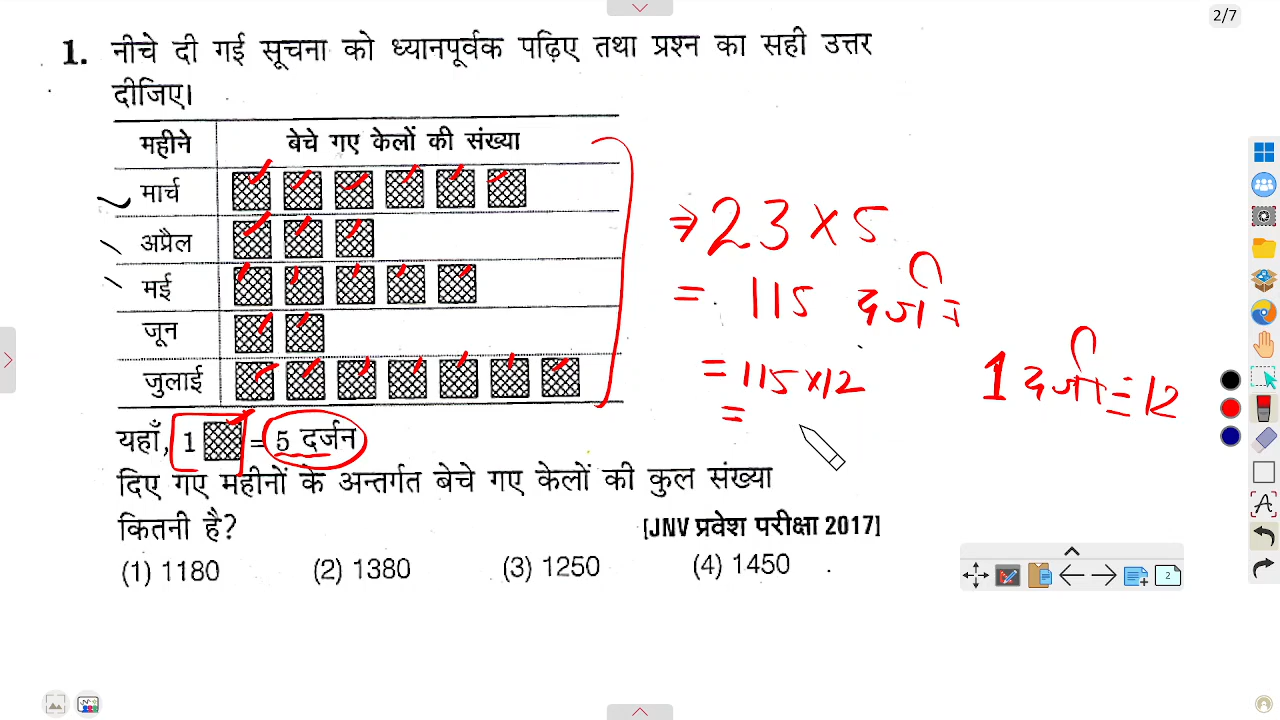 2/7
1. नीचे दी गई सूचना को ध्यानपूर्वक पढ़िए तथा प्रश्न का सही उत्तर
दीजिए।
महीने बेचे गए केलों की संख्या
मार्च
अप्रैल
मई
जून
जुलाई
यहाँ, 1 = 5 दर्जन
दिए गए महीनों के अन्तर्गत बेचे गए केलों की कुल संख्या
कितनी है?
[JNV प्रवेश परीक्षा 2017]
(1) 1180 (2) 1380 (3) 1250 (4) 1450
⇒ 23 × 5
= 115 दर्जन
= 115 × 12
=
1 दर्जन = 12
A
2